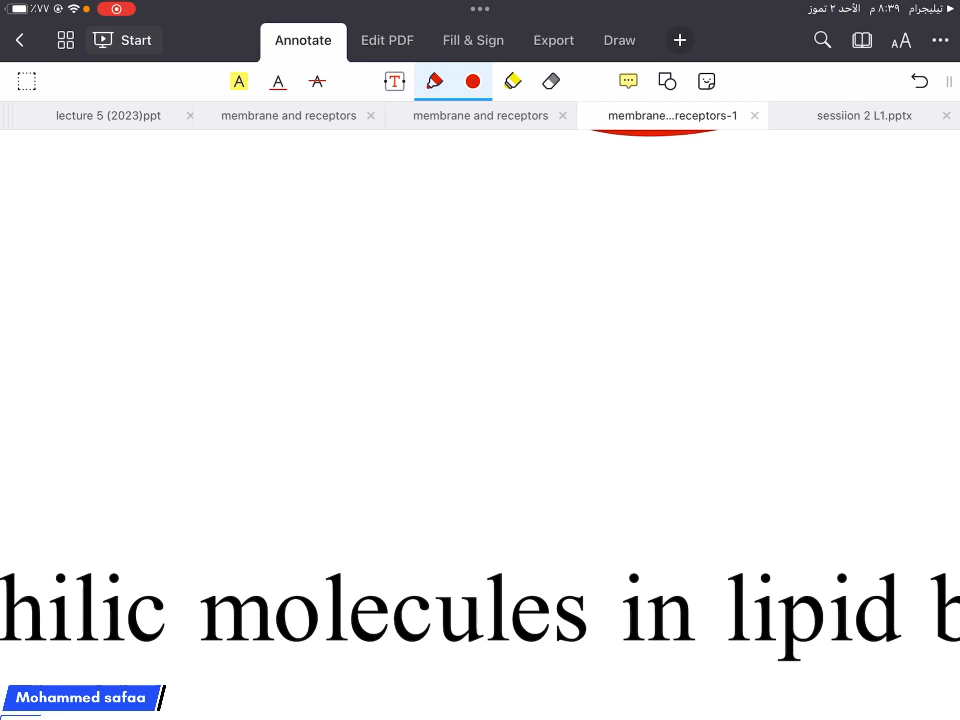 ٪٧٧
تيليجرام ٨:٣٩ م الأحد ٢ تموز
Start
Annotate Edit PDF Fill & Sign Export Draw
AA
A A A T
lecture 5 (2023)ppt membrane and receptors membrane and receptors membrane...receptors-1 sessiion 2 L1.pptx
hilic molecules in lipid b
Mohammed safaa